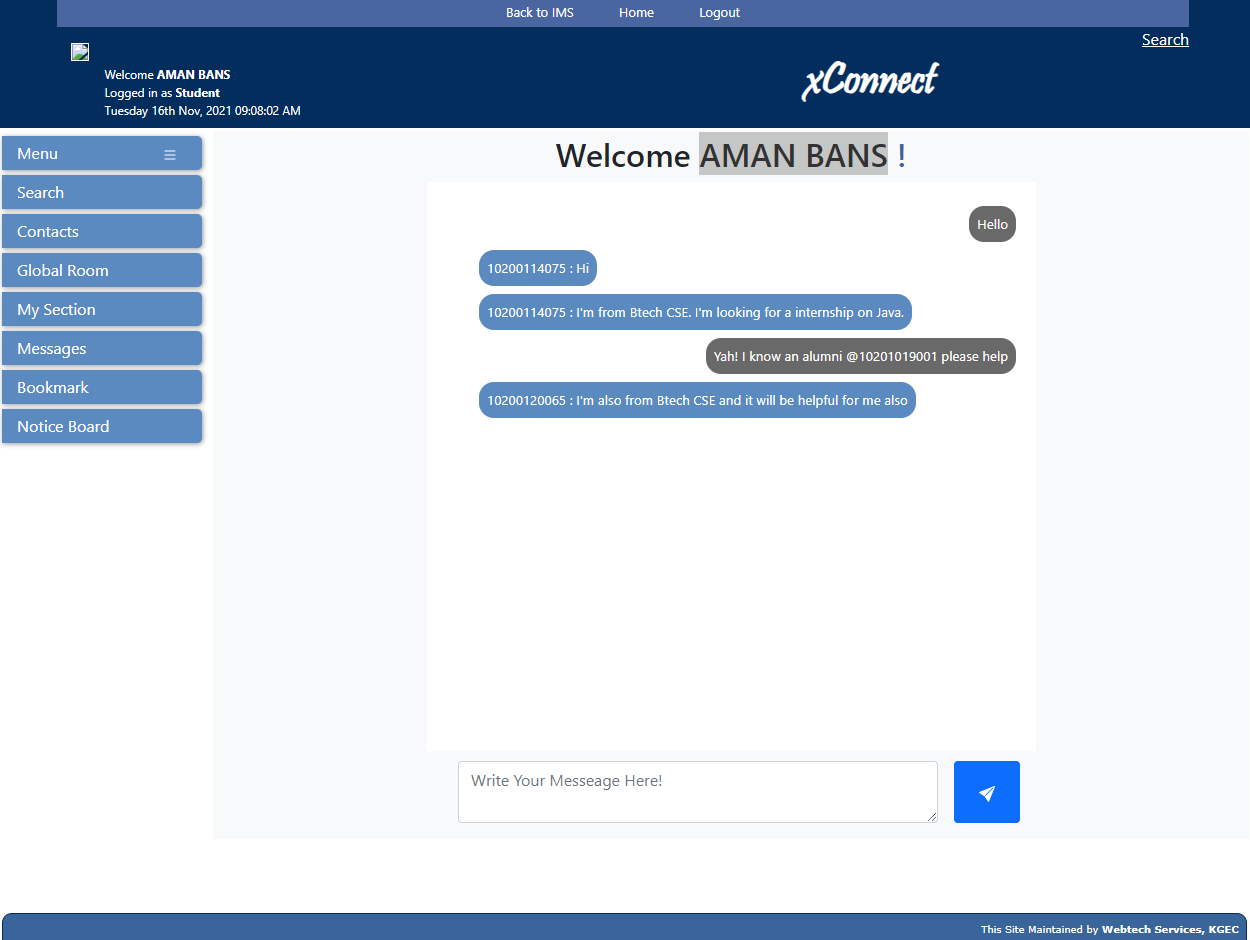 Back to IMS Home Logout
Search
Welcome AMAN BANS
Logged in as Student
Tuesday 16th Nov, 2021 09:08:02 AM
xConnect
Menu
Search
Contacts
Global Room
My Section
Messages
Bookmark
Notice Board
Welcome AMAN BANS !
Hello
10200114075 : Hi
10200114075 : I'm from Btech CSE. I'm looking for a internship on Java.
Yah! I know an alumni @10201019001 please help
10200120065 : I'm also from Btech CSE and it will be helpful for me also
Write Your Messeage Here!
This Site Maintained by Webtech Services, KGEC